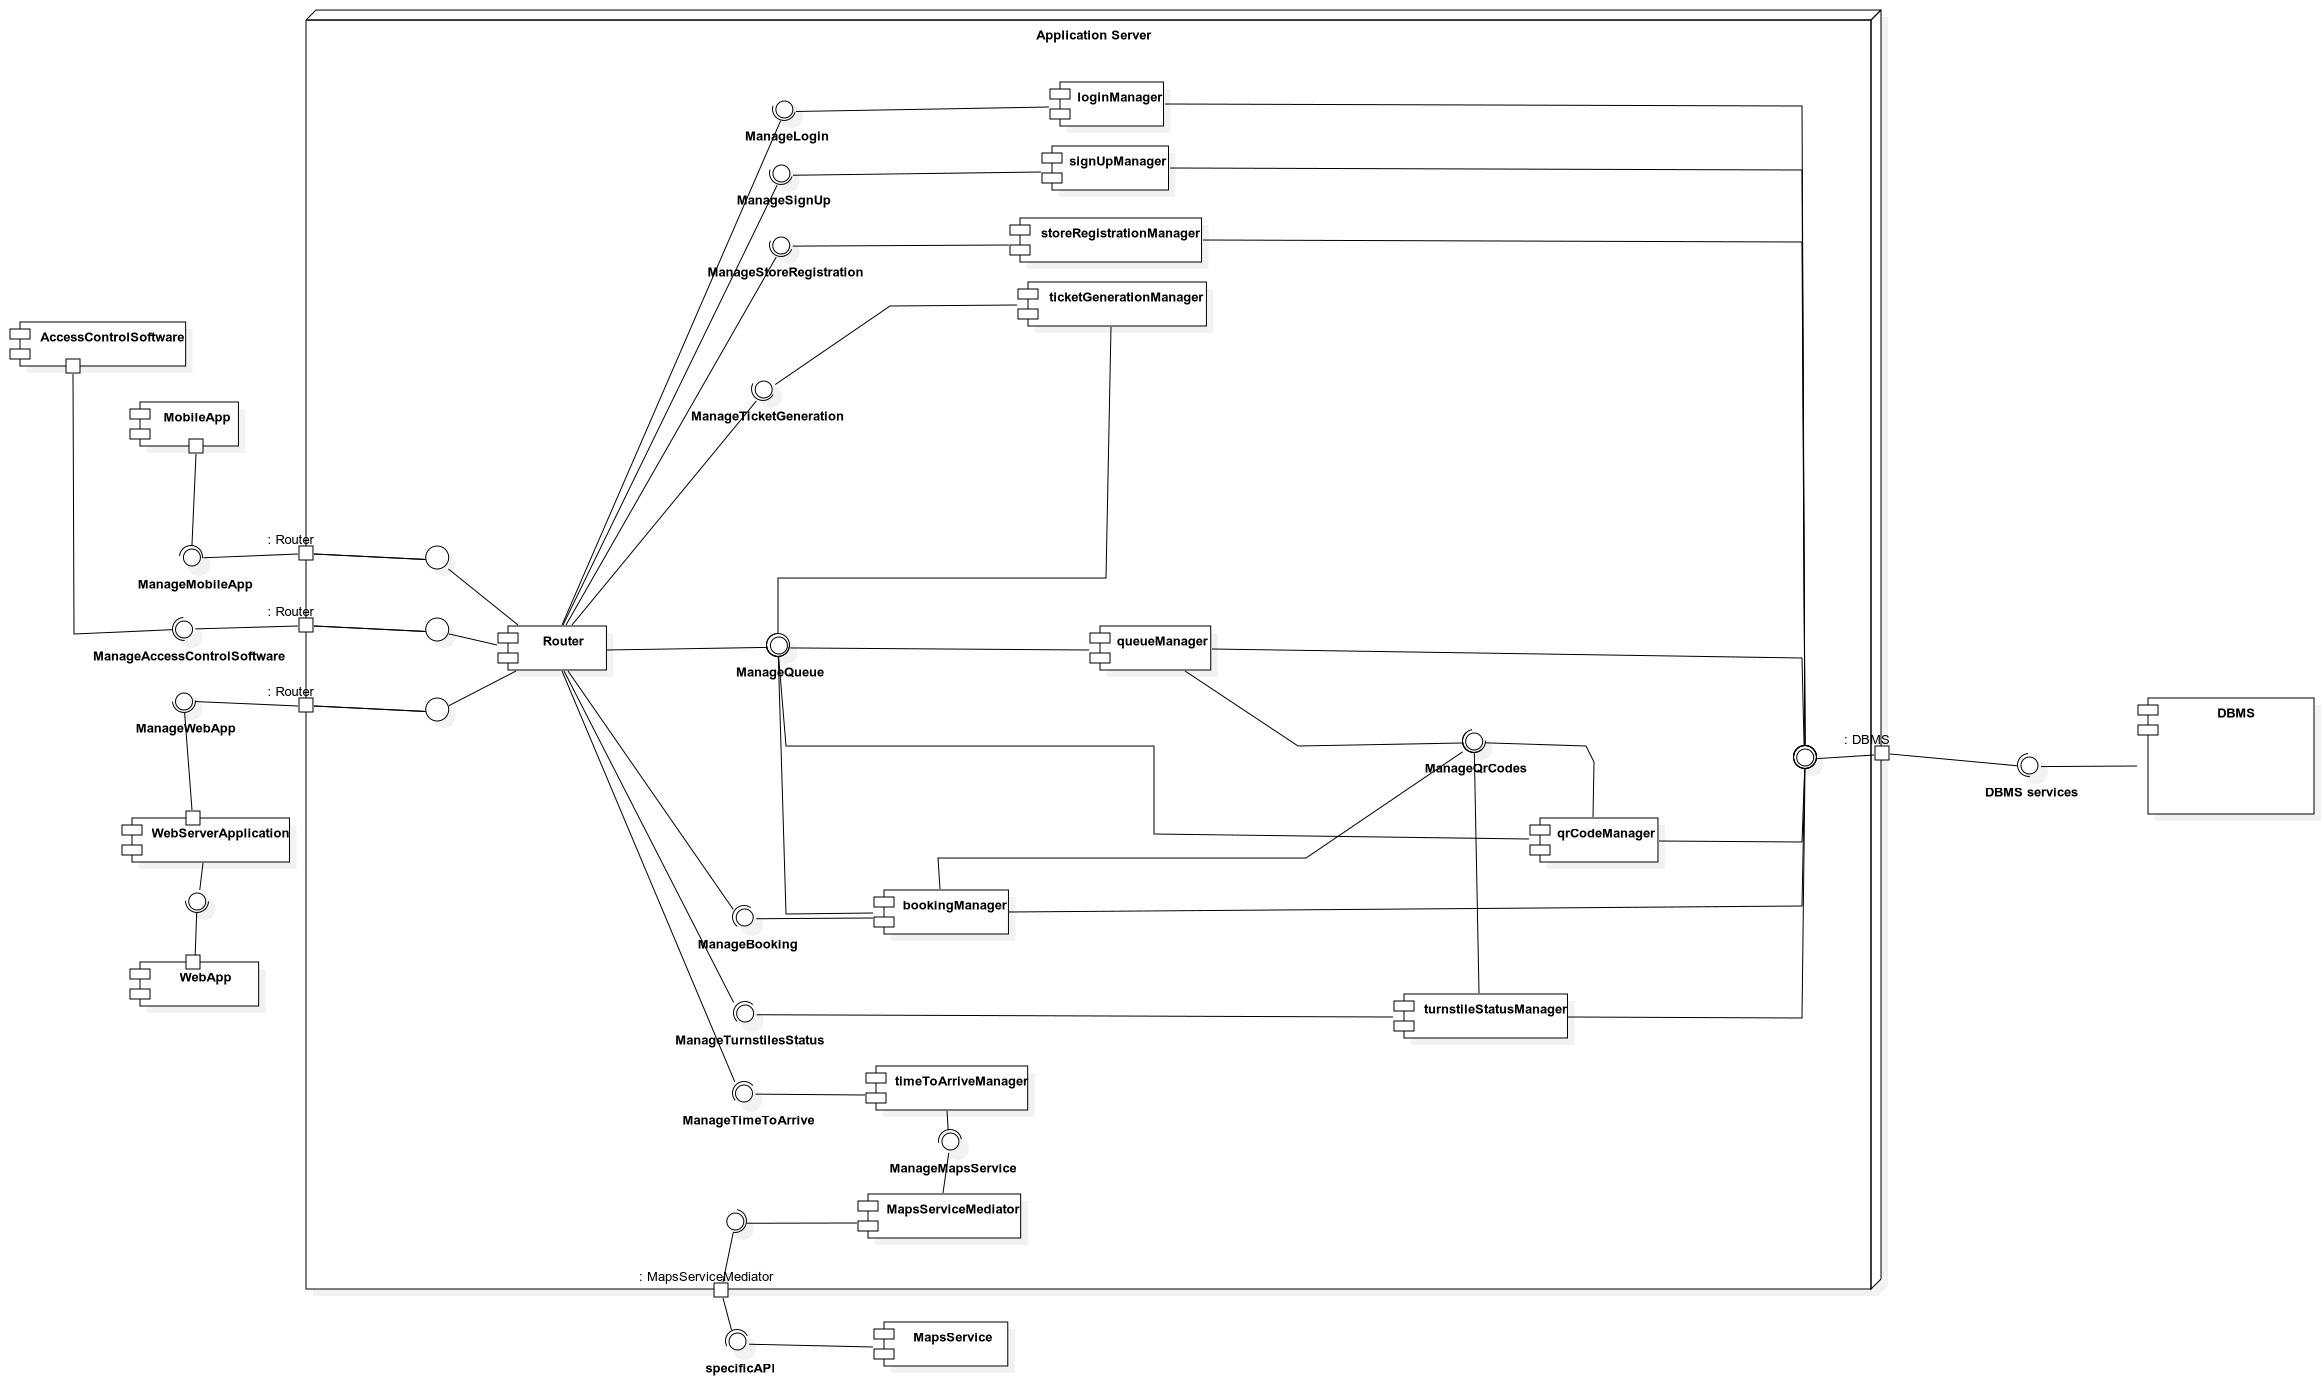 Application Server
loginManager
ManageLogin
signUpManager
ManageSignUp
storeRegistrationManager
ManageStoreRegistration
ticketGenerationManager
AccessControlSoftware
MobileApp
ManageTicketGeneration
: Router
ManageMobileApp
: Router
Router
queueManager
ManageAccessControlSoftware
ManageQueue
: Router
ManageWebApp
DBMS
: DBMS
ManageQrCodes
DBMS services
WebServerApplication
qrCodeManager
bookingManager
ManageBooking
WebApp
turnstileStatusManager
ManageTurnstilesStatus
timeToArriveManager
ManageTimeToArrive
ManageMapsService
MapsServiceMediator
: MapsServiceMediator
MapsService
specificAPI